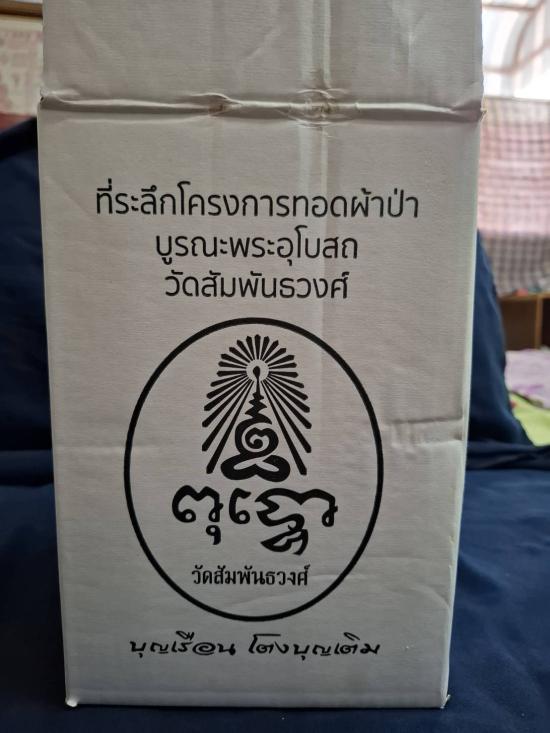 ที่ระลึกโครงการทอดผ้าป่า
บูรณะพระอุโบสถ
วัดสัมพันธวงศ์
วัดสัมพันธวงศ์
บุญเรือน โตงบุญเติม